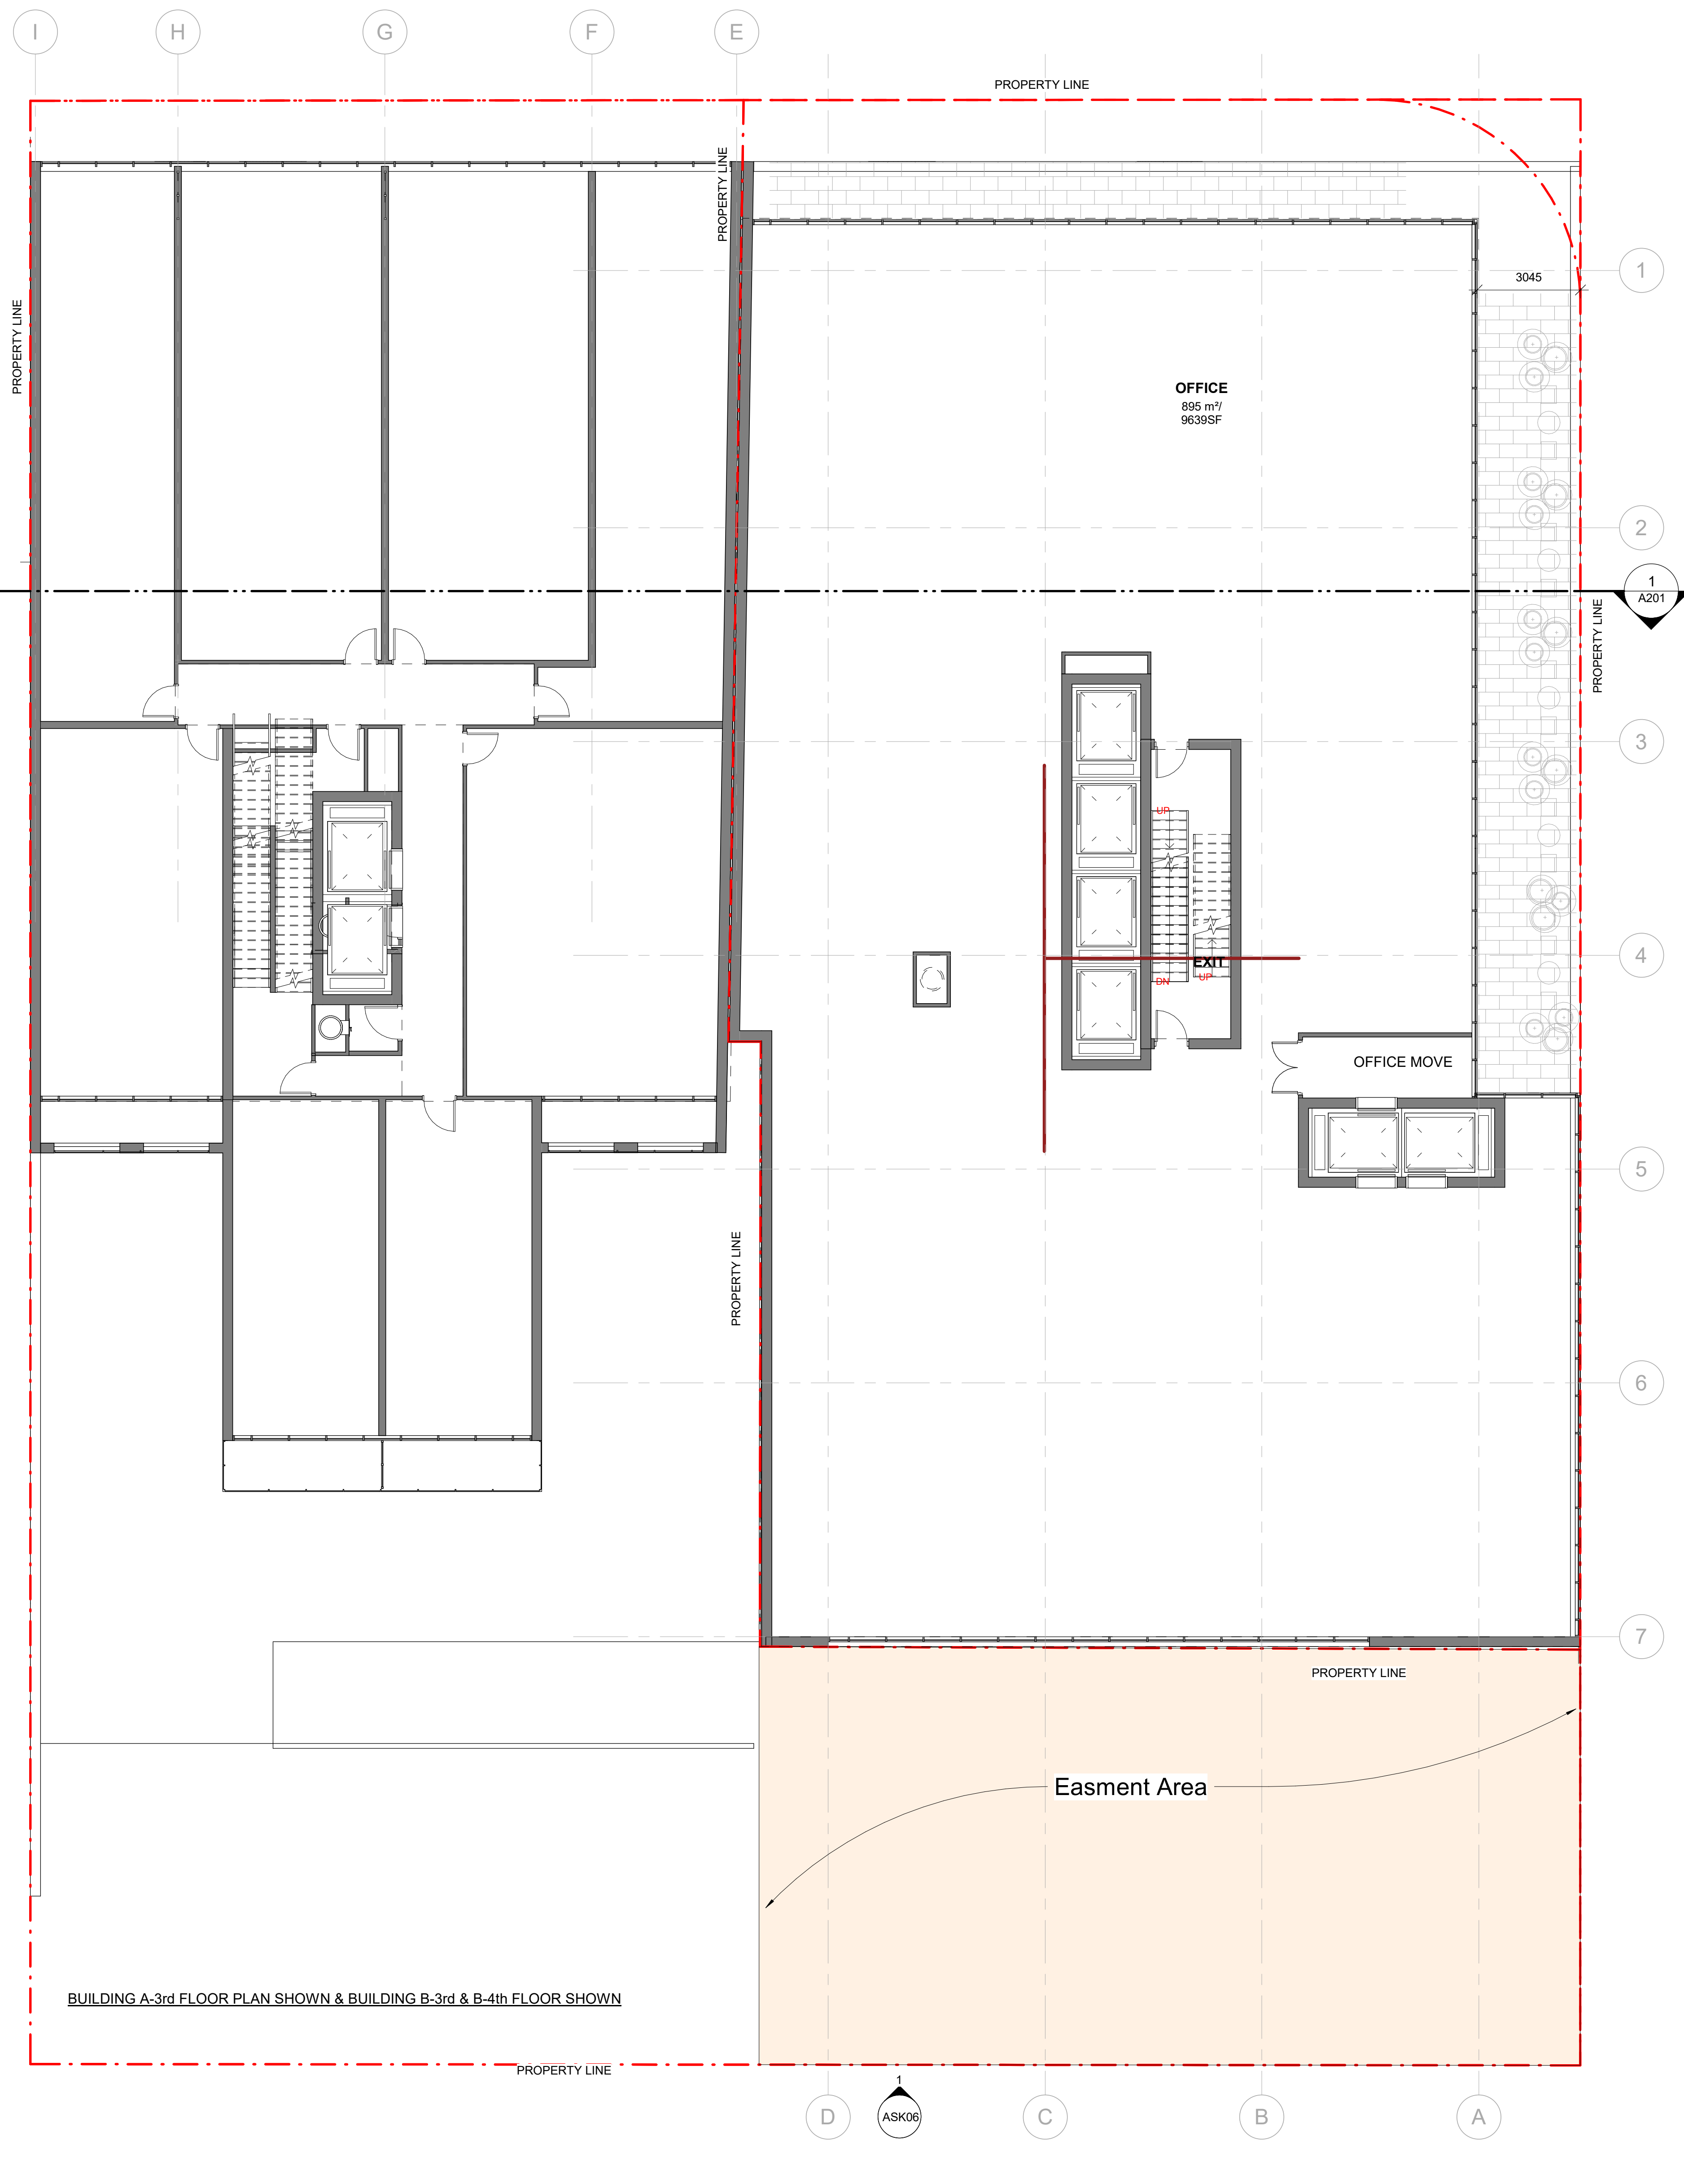 I
H
G
F
E
PROPERTY LINE
PROPERTY LINE
1
3045
PROPERTY LINE
OFFICE
895 m²/
9639SF
2
1
A201
PROPERTY LINE
3
UP
4
EXIT
UP
DN
OFFICE MOVE
5
PROPERTY LINE
6
7
PROPERTY LINE
Easment Area
BUILDING A-3rd FLOOR PLAN SHOWN & BUILDING B-3rd & B-4th FLOOR SHOWN
PROPERTY LINE
1
ASK06
D
C
B
A